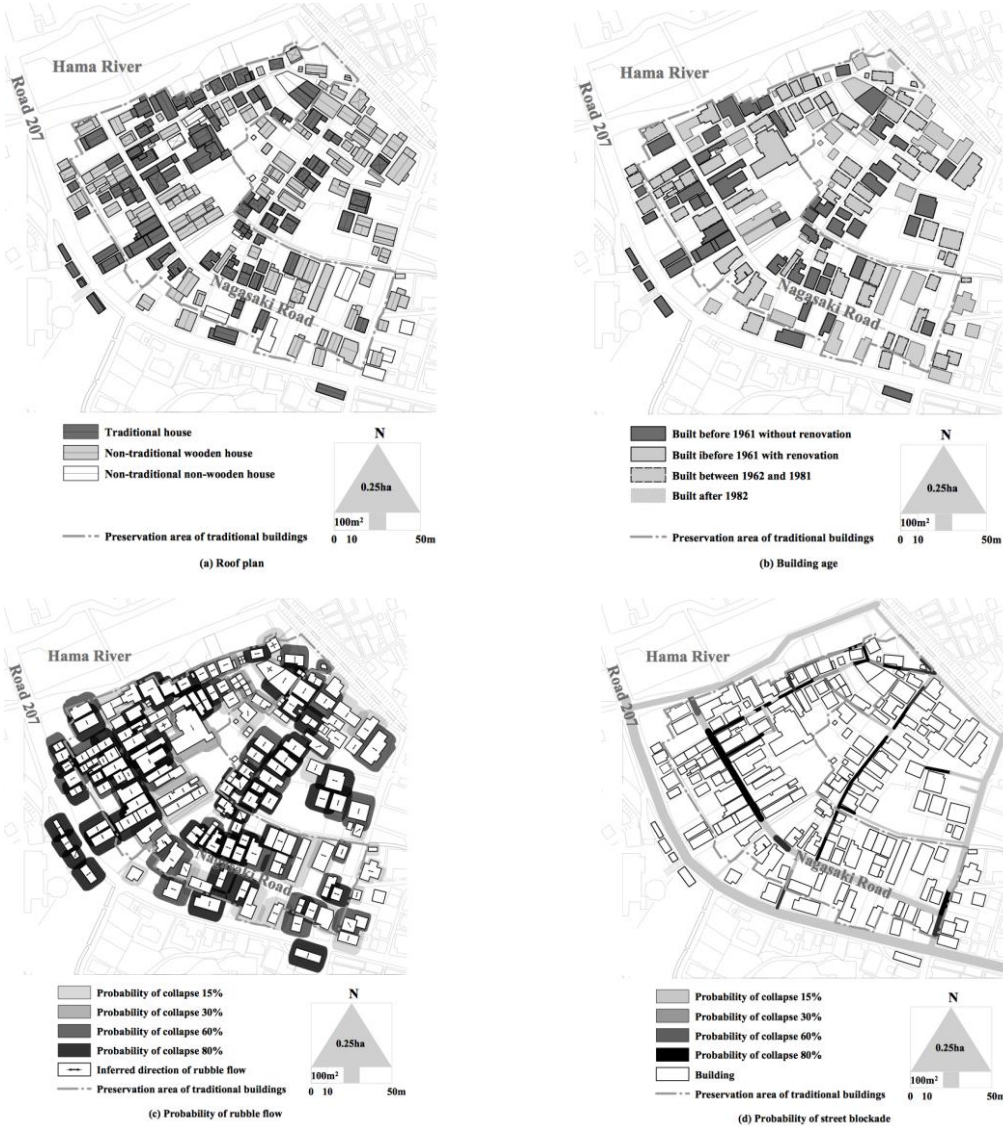 Hama River
Road 207
Nagasaki Road
Traditional house
Non-traditional wooden house
Non-traditional non-wooden house
Preservation area of traditional buildings
N
0.25ha
100m²
0 10 50m
(a) Roof plan
Hama River
Road 207
Nagasaki Road
Built before 1961 without renovation
Built ibefore 1961 with renovation
Built between 1962 and 1981
Built after 1982
Preservation area of traditional buildings
N
0.25ha
100m²
0 10 50m
(b) Building age
Hama River
Road 207
Nagasaki Road
Probability of collapse 15%
Probability of collapse 30%
Probability of collapse 60%
Probability of collapse 80%
Inferred direction of rubble flow
Preservation area of traditional buildings
N
0.25ha
100m²
0 10 50m
(c) Probability of rubble flow
Hama River
Road 207
Nagasaki Road
Probability of collapse 15%
Probability of collapse 30%
Probability of collapse 60%
Probability of collapse 80%
Building
Preservation area of traditional buildings
N
0.25ha
100m²
0 10 50m
(d) Probability of street blockade